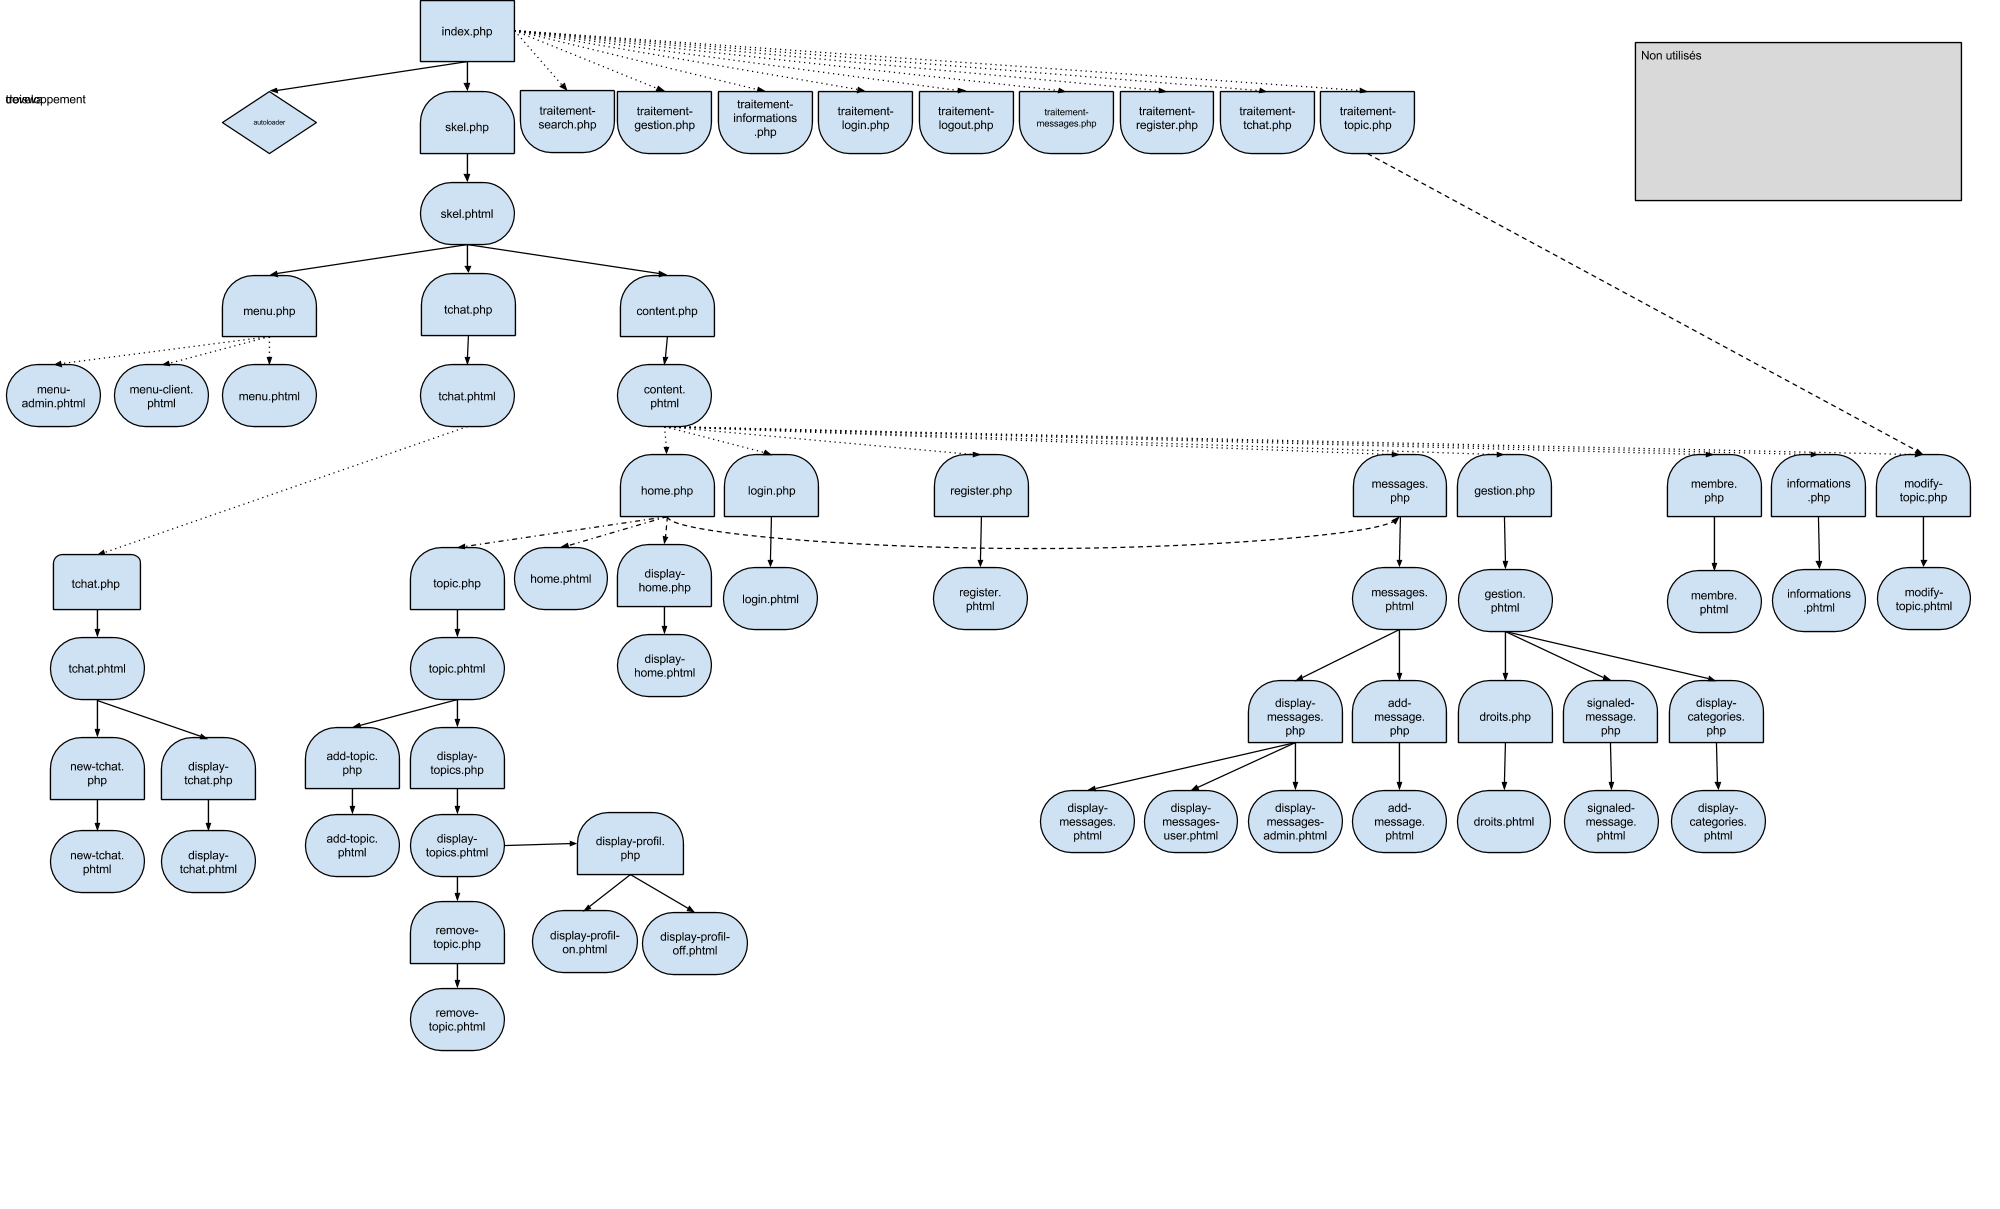 index.php
Non utilisés
développement
autoloader
skel.php
traitement-
search.php
traitement-
gestion.php
traitement-
informations
.php
traitement-
login.php
traitement-
logout.php
traitement-
messages.php
traitement-
register.php
traitement-
tchat.php
traitement-
topic.php
skel.phtml
menu.php
tchat.php
content.php
menu-
admin.phtml
menu-client.
phtml
menu.phtml
tchat.phtml
content.
phtml
home.php
login.php
register.php
messages.
php
gestion.php
membre.
php
informations
.php
modify-
topic.php
tchat.php
topic.php
home.phtml
display-
home.php
login.phtml
register.
phtml
messages.
phtml
gestion.
phtml
membre.
phtml
informations
.phtml
modify-
topic.phtml
tchat.phtml
topic.phtml
display-
home.phtml
display-
messages.
php
add-
message.
php
droits.php
signaled-
message.
php
display-
categories.
php
new-tchat.
php
display-
tchat.php
add-topic.
php
display-
topics.php
display-
messages.
phtml
display-
messages-
user.phtml
display-
messages-
admin.phtml
add-
message.
phtml
droits.phtml
signaled-
message.
phtml
display-
categories.
phtml
new-tchat.
phtml
display-
tchat.phtml
add-topic.
phtml
display-
topics.phtml
display-profil.
php
remove-
topic.php
display-profil-
on.phtml
display-profil-
off.phtml
remove-
topic.phtml